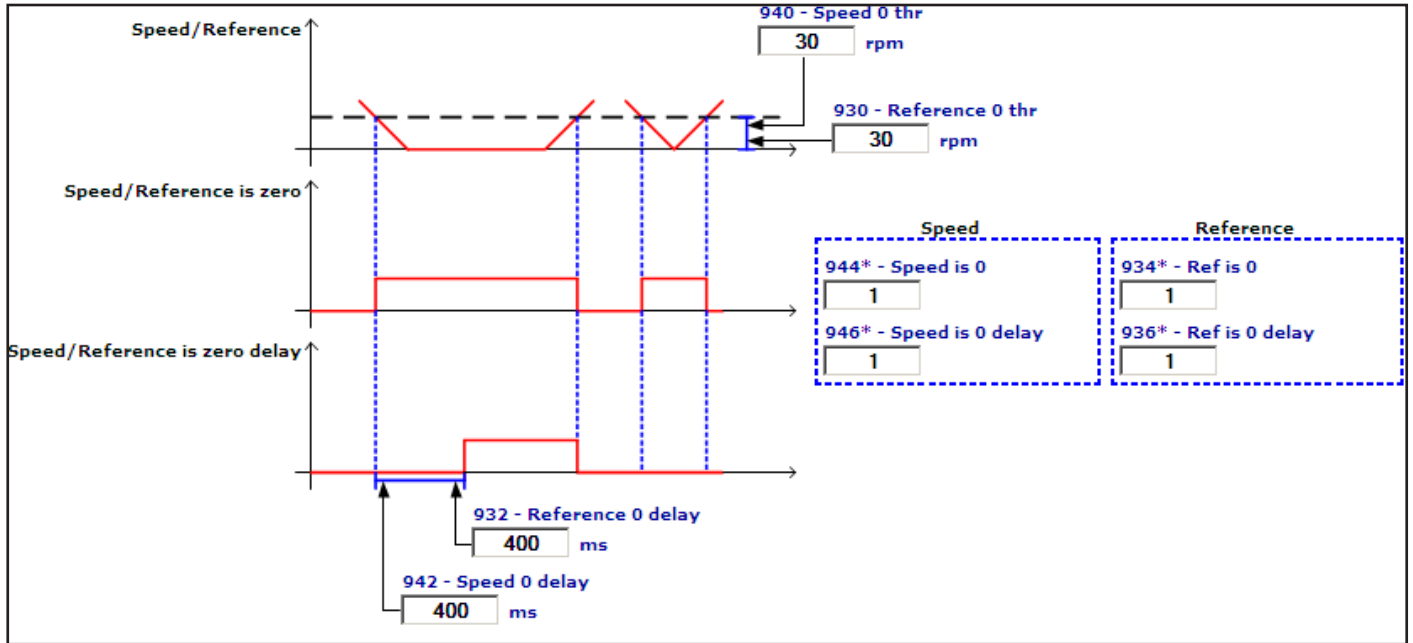 940 - Speed 0 thr
Speed/Reference
30 rpm
930 - Reference 0 thr
30 rpm
Speed/Reference is zero
Speed
Reference
944* - Speed is 0
1
934* - Ref is 0
1
946* - Speed is 0 delay
1
936* - Ref is 0 delay
1
Speed/Reference is zero delay
932 - Reference 0 delay
400 ms
942 - Speed 0 delay
400 ms